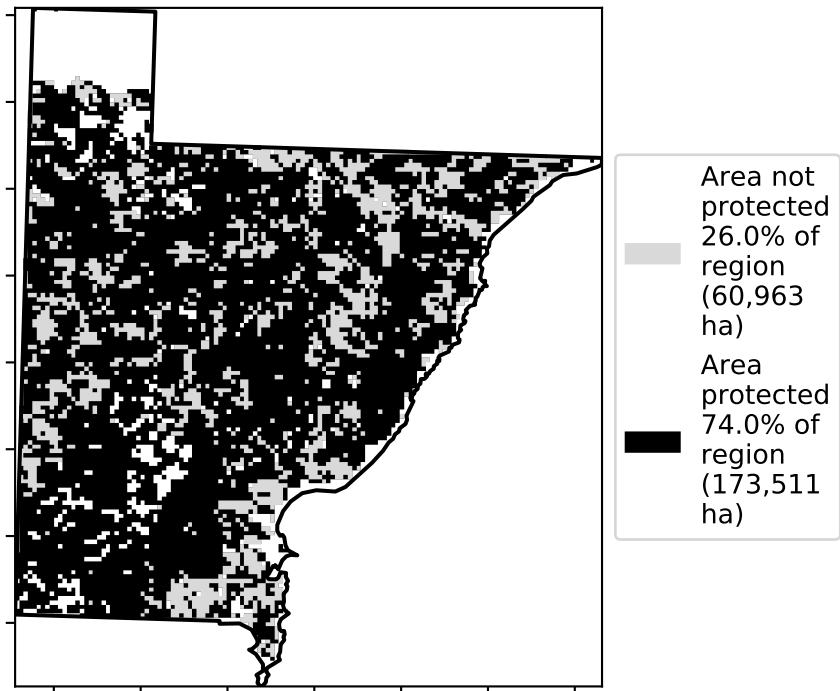 Area not
protected
26.0% of
region
(60,963
ha)
Area
protected
74.0% of
region
(173,511
ha)